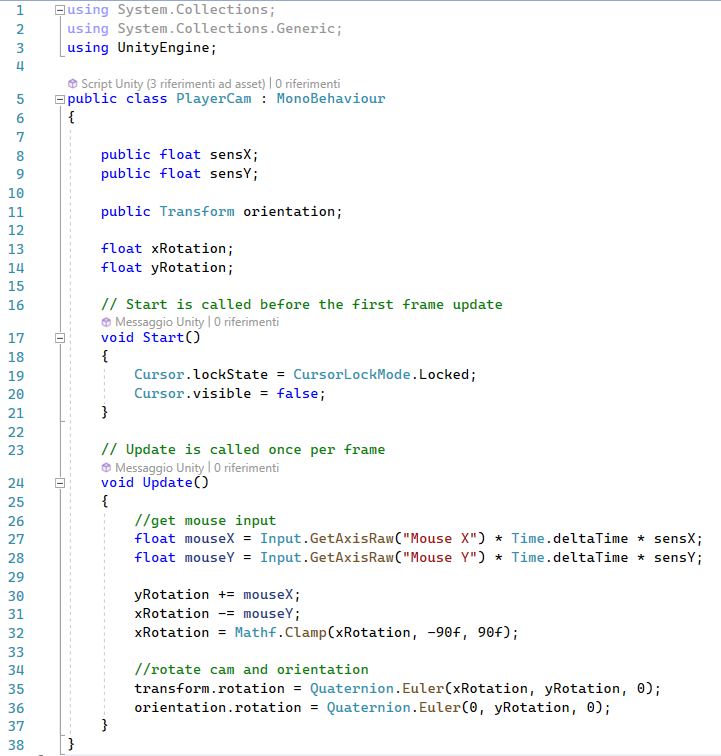 1 using System.Collections;
2 using System.Collections.Generic;
3 using UnityEngine;
4
Script Unity (3 riferimenti ad asset) | 0 riferimenti
5 public class PlayerCam : MonoBehaviour
6 {
7
8 public float sensX;
9 public float sensY;
10
11 public Transform orientation;
12
13 float xRotation;
14 float yRotation;
15
16 // Start is called before the first frame update
Messaggio Unity | 0 riferimenti
17 void Start()
18 {
19 Cursor.lockState = CursorLockMode.Locked;
20 Cursor.visible = false;
21 }
22
23 // Update is called once per frame
Messaggio Unity | 0 riferimenti
24 void Update()
25 {
26 //get mouse input
27 float mouseX = Input.GetAxisRaw("Mouse X") * Time.deltaTime * sensX;
28 float mouseY = Input.GetAxisRaw("Mouse Y") * Time.deltaTime * sensY;
29
30 yRotation += mouseX;
31 xRotation -= mouseY;
32 xRotation = Mathf.Clamp(xRotation, -90f, 90f);
33
34 //rotate cam and orientation
35 transform.rotation = Quaternion.Euler(xRotation, yRotation, 0);
36 orientation.rotation = Quaternion.Euler(0, yRotation, 0);
37 }
38 }